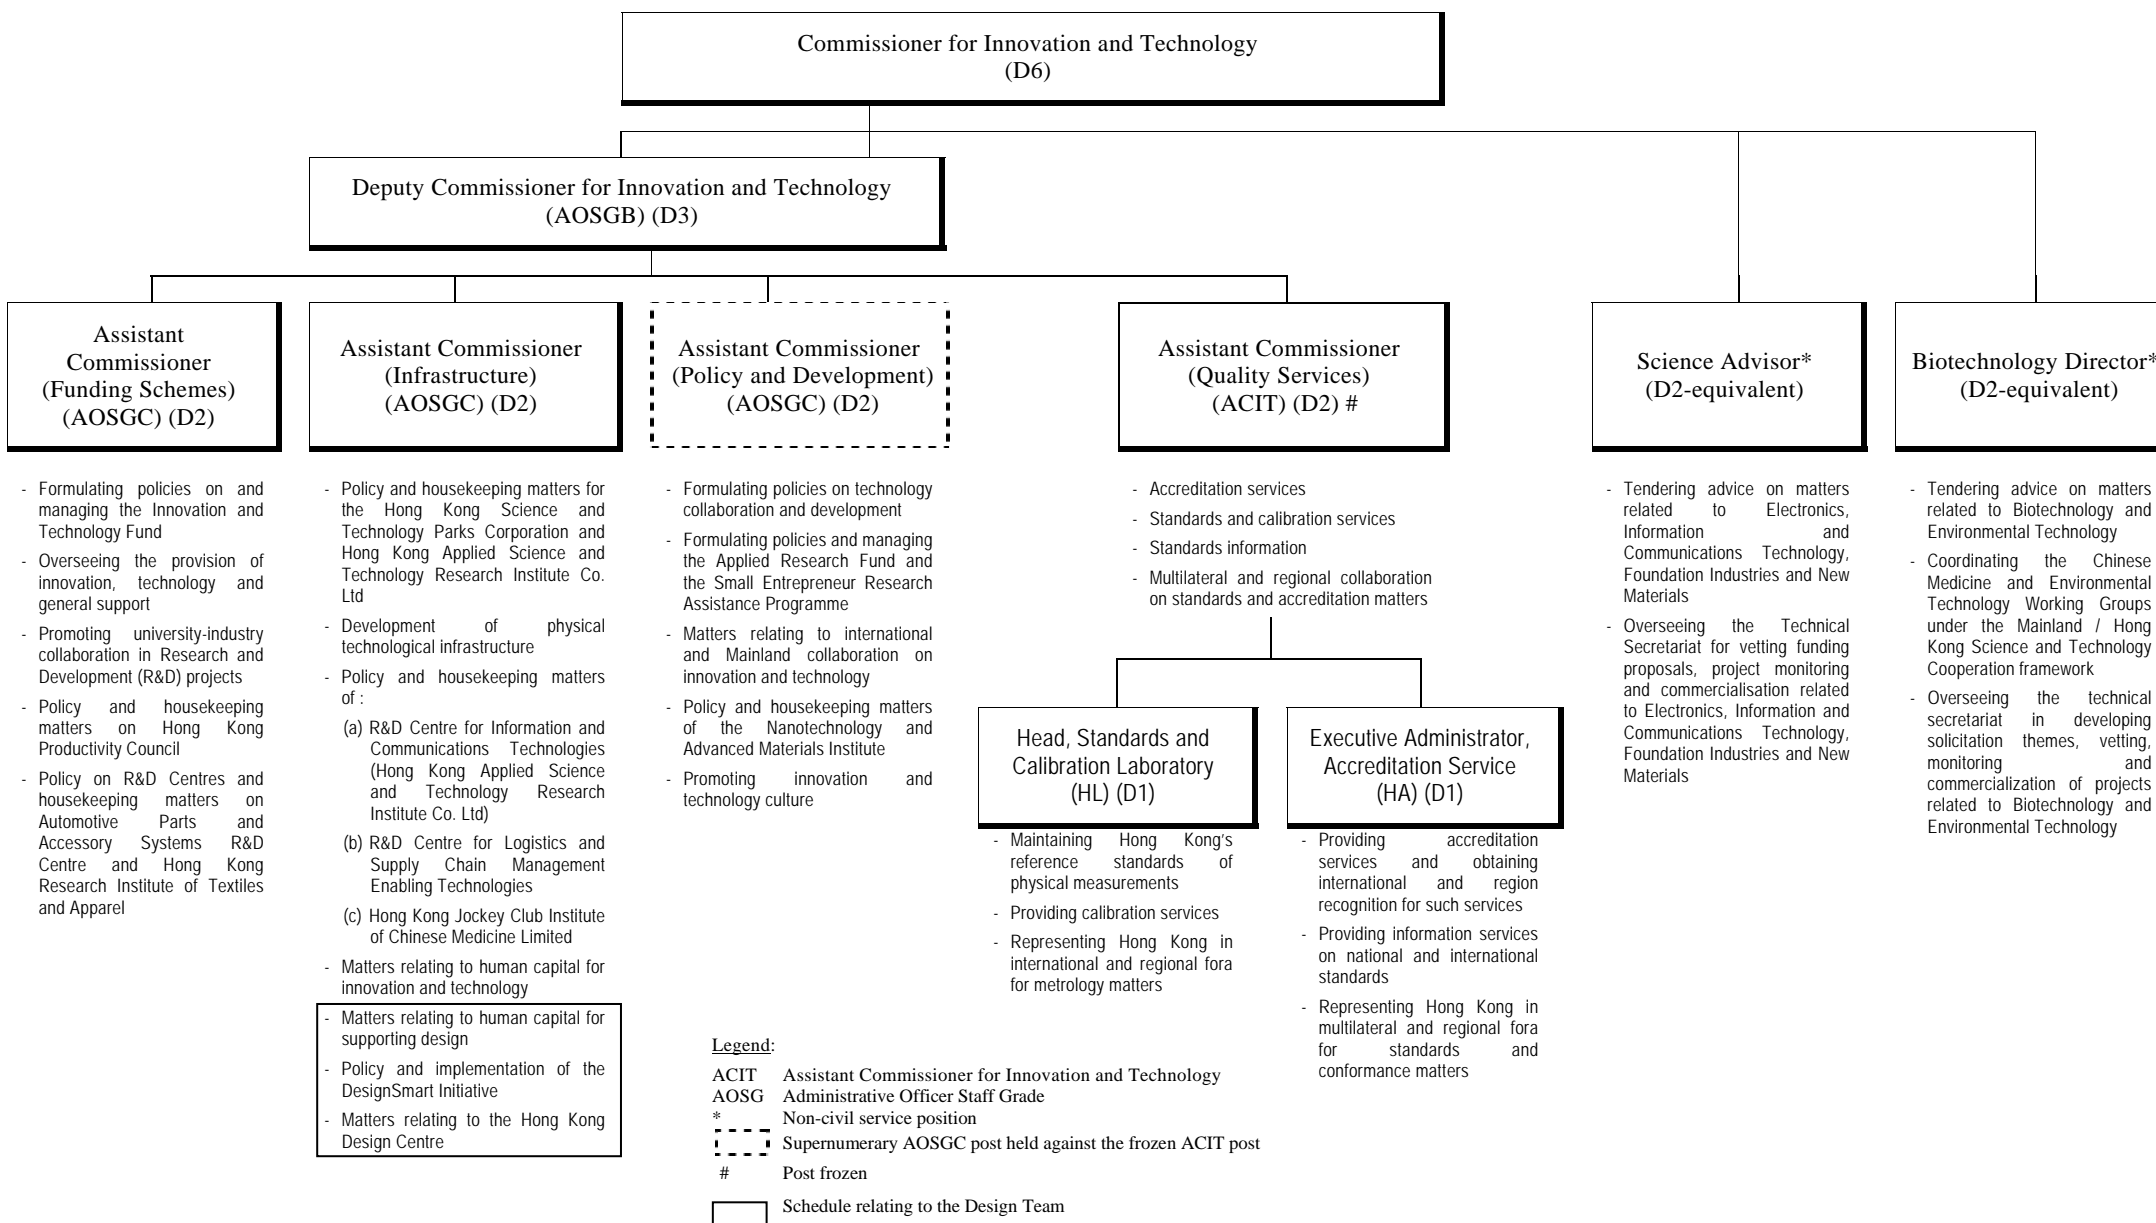 Commissioner for Innovation and Technology
(D6)
Deputy Commissioner for Innovation and Technology
(AOSGB) (D3)
Assistant
Commissioner
(Funding Schemes)
(AOSGC) (D2)
Assistant Commissioner
(Infrastructure)
(AOSGC) (D2)
Assistant Commissioner
(Policy and Development)
(AOSGC) (D2)
Assistant Commissioner
(Quality Services)
(ACIT) (D2) #
Science Advisor*
(D2-equivalent)
Biotechnology Director*
(D2-equivalent)
- Formulating policies on and
managing the Innovation and
Technology Fund
- Overseeing the provision of
innovation, technology and
general support
- Promoting university-industry
collaboration in Research and
Development (R&D) projects
- Policy and housekeeping
matters on Hong Kong
Productivity Council
- Policy on R&D Centres and
housekeeping matters on
Automotive Parts and
Accessory Systems R&D
Centre and Hong Kong
Research Institute of Textiles
and Apparel
- Policy and housekeeping matters for
the Hong Kong Science and
Technology Parks Corporation and
Hong Kong Applied Science and
Technology Research Institute Co.
Ltd
- Development of physical
technological infrastructure
- Policy and housekeeping matters
of :
(a) R&D Centre for Information and
Communications Technologies
(Hong Kong Applied Science
and Technology Research
Institute Co. Ltd)
(b) R&D Centre for Logistics and
Supply Chain Management
Enabling Technologies
(c) Hong Kong Jockey Club Institute
of Chinese Medicine Limited
- Matters relating to human capital for
innovation and technology
- Matters relating to human capital for
supporting design
- Policy and implementation of the
DesignSmart Initiative
- Matters relating to the Hong Kong
Design Centre
- Formulating policies on technology
collaboration and development
- Formulating policies and managing
the Applied Research Fund and
the Small Entrepreneur Research
Assistance Programme
- Matters relating to international
and Mainland collaboration on
innovation and technology
- Policy and housekeeping matters
of the Nanotechnology and
Advanced Materials Institute
- Promoting innovation and
technology culture
- Accreditation services
- Standards and calibration services
- Standards information
- Multilateral and regional collaboration
on standards and accreditation matters
Head, Standards and
Calibration Laboratory
(HL) (D1)
- Maintaining Hong Kong's
reference standards of
physical measurements
- Providing calibration services
- Representing Hong Kong in
international and regional fora
for metrology matters
Executive Administrator,
Accreditation Service
(HA) (D1)
- Providing accreditation
services and obtaining
international and region
recognition for such services
- Providing information services
on national and international
standards
- Representing Hong Kong in
multilateral and regional fora
for standards and
conformance matters
- Tendering advice on matters
related to Electronics,
Information and
Communications Technology,
Foundation Industries and New
Materials
- Overseeing the Technical
Secretariat for vetting funding
proposals, project monitoring
and commercialisation related
to Electronics, Information and
Communications Technology,
Foundation Industries and New
Materials
- Tendering advice on matters
related to Biotechnology and
Environmental Technology
- Coordinating the Chinese
Medicine and Environmental
Technology Working Groups
under the Mainland / Hong
Kong Science and Technology
Cooperation framework
- Overseeing the technical
secretariat in developing
solicitation themes, vetting,
monitoring and
commercialization of projects
related to Biotechnology and
Environmental Technology
Legend:
ACIT Assistant Commissioner for Innovation and Technology
AOSG Administrative Officer Staff Grade
* Non-civil service position
Supernumerary AOSGC post held against the frozen ACIT post
# Post frozen
Schedule relating to the Design Team